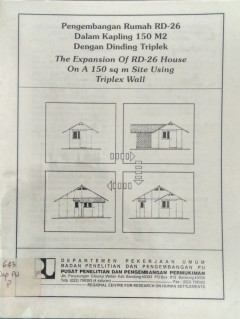 Pengembangan Rumah RD-26
Dalam Kapling 150 M2
Dengan Dinding Triplek
The Expansion Of RD-26 House
On A 150 sq m Site Using
Triplex Wall
DEPARTEMEN PEKERJAAN UMUM
BADAN PENELITIAN DAN PENGEMBANGAN PU
PUSAT PENELITIAN DAN PENGEMBANGAN PERMUKIMAN
REGIONAL CENTRE FOR RESEARCH ON HUMAN SETTLEMENTS